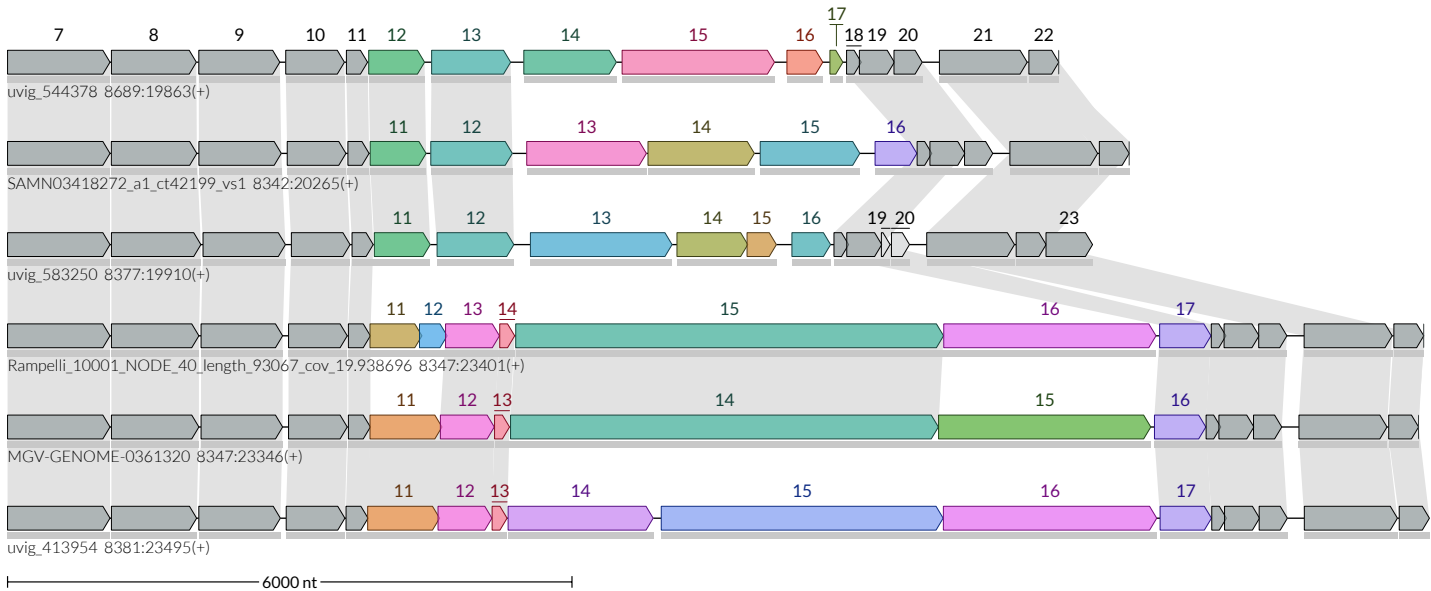 17
7 8 9 10 11 12 13 14 15 16 18 19 20 21 22
uvig_544378 8689:19863(+)
11 12 13 14 15 16
SAMN03418272_a1_ct42199_vs1 8342:20265(+)
11 12 13 14 15 16 19 20 23
uvig_583250 8377:19910(+)
11 12 13 14 15 16 17
Rampelli_10001_NODE_40_length_93067_cov_19.938696 8347:23401(+)
11 12 13 14 15 16
MGV-GENOME-0361320 8347:23346(+)
11 12 13 14 15 16 17
uvig_413954 8381:23495(+)
6000 nt